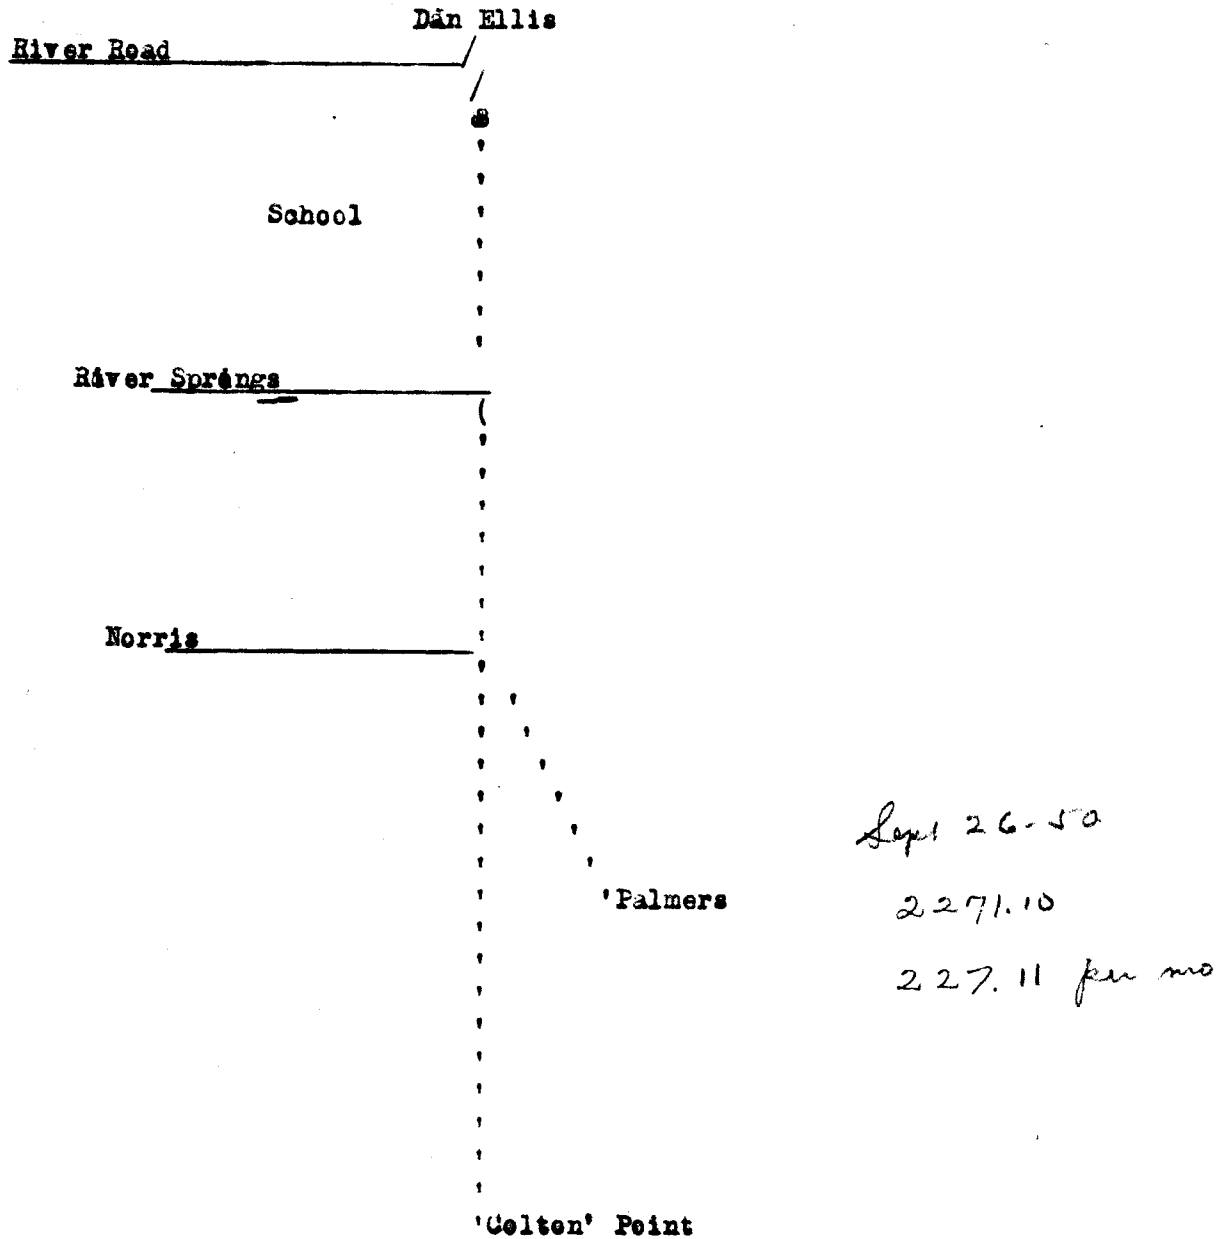 Dan Ellis
River Road
School
River Springs
Norris
Sept 26-50
'Palmers
2271.10
227.11 per mo
'Colton' Point